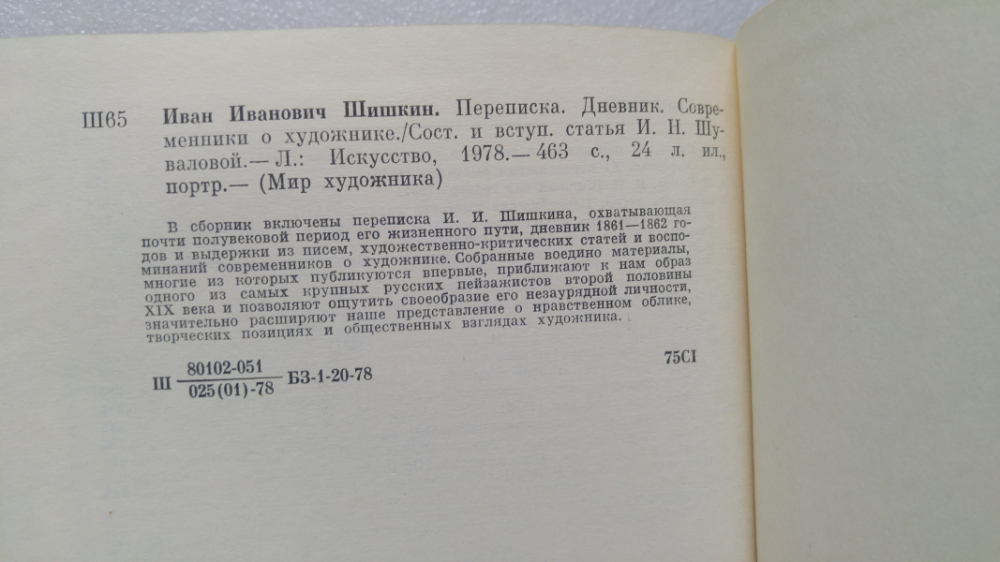 Ш65 Иван Иванович Шишкин. Переписка. Дневник. Совре-
менники о художнике./Сост. и вступ. статья И. Н. Шу-
валовой.— Л.: Искусство, 1978.— 463 с., 24 л. ил.,
портр.— (Мир художника)
В сборник включены переписка И. И. Шишкина, охватывающая
почти полувековой период его жизненного пути, дневник 1861—1862 го-
дов и выдержки из писем, художественно-критических статей и воспо-
минаний современников о художнике. Собранные воедино материалы,
многие из которых публикуются впервые, приближают к нам образ
одного из самых крупных русских пейзажистов второй половины
XIX века и позволяют ощутить своеобразие его незаурядной личности,
значительно расширяют наше представление о нравственном облике,
творческих позициях и общественных взглядах художника.
80102-051
Ш БЗ-1-20-78 75СІ
025(01)-78